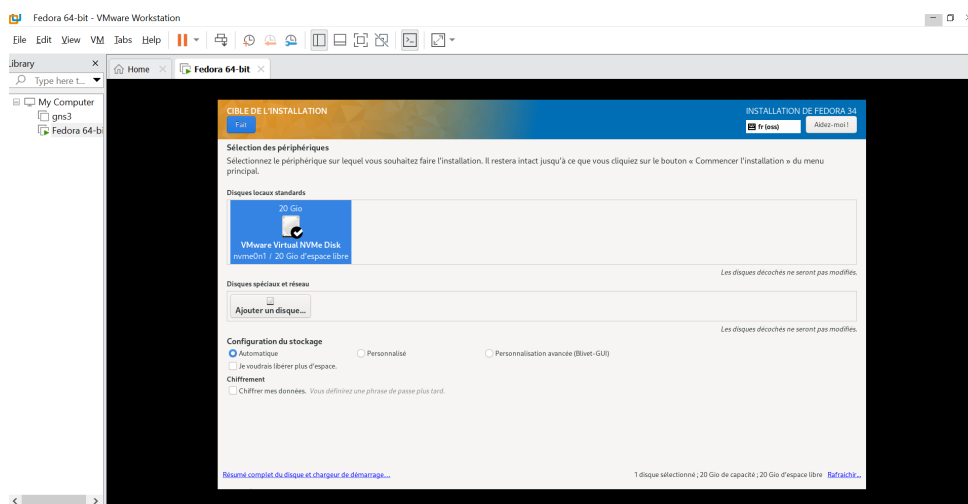 Fedora 64-bit - VMware Workstation
File Edit View VM Tabs Help
Library
Type here t...
Home
Fedora 64-bit
My Computer
gns3
Fedora 64-bi
CIBLE DE L'INSTALLATION
INSTALLATION DE FEDORA 34
Fait
fr (oss)
Aidez-moi !
Sélection des périphériques
Sélectionnez le périphérique sur lequel vous souhaitez faire l'installation. Il restera intact jusqu'à ce que vous cliquiez sur le bouton « Commencer l'installation » du menu
principal.
Disques locaux standards
20 Gio
VMware Virtual NVMe Disk
nvme0n1 / 20 Gio d'espace libre
Les disques décochés ne seront pas modifiés.
Disques spéciaux et réseau
Ajouter un disque...
Les disques décochés ne seront pas modifiés.
Configuration du stockage
Automatique Personnalisé Personnalisation avancée (Blivet-GUI)
Je voudrais libérer plus d'espace.
Chiffrement
Chiffrer mes données. Vous définirez une phrase de passe plus tard.
Résumé complet du disque et chargeur de démarrage...
1 disque sélectionné ; 20 Gio de capacité ; 20 Gio d'espace libre Rafraîchir...